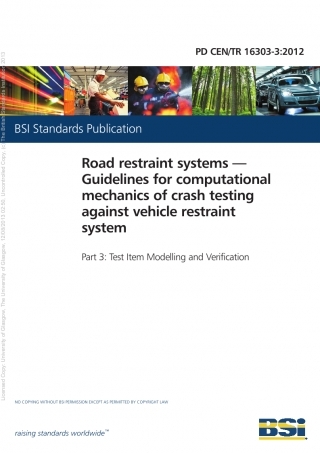 PD CEN/TR 16303-3:2012
BSI Standards Publication
Road restraint systems —
Guidelines for computational
mechanics of crash testing
against vehicle restraint
system
Part 3: Test Item Modelling and Verification
NO COPYING WITHOUT BSI PERMISSION EXCEPT AS PERMITTED BY COPYRIGHT LAW
raising standards worldwide™
BSi